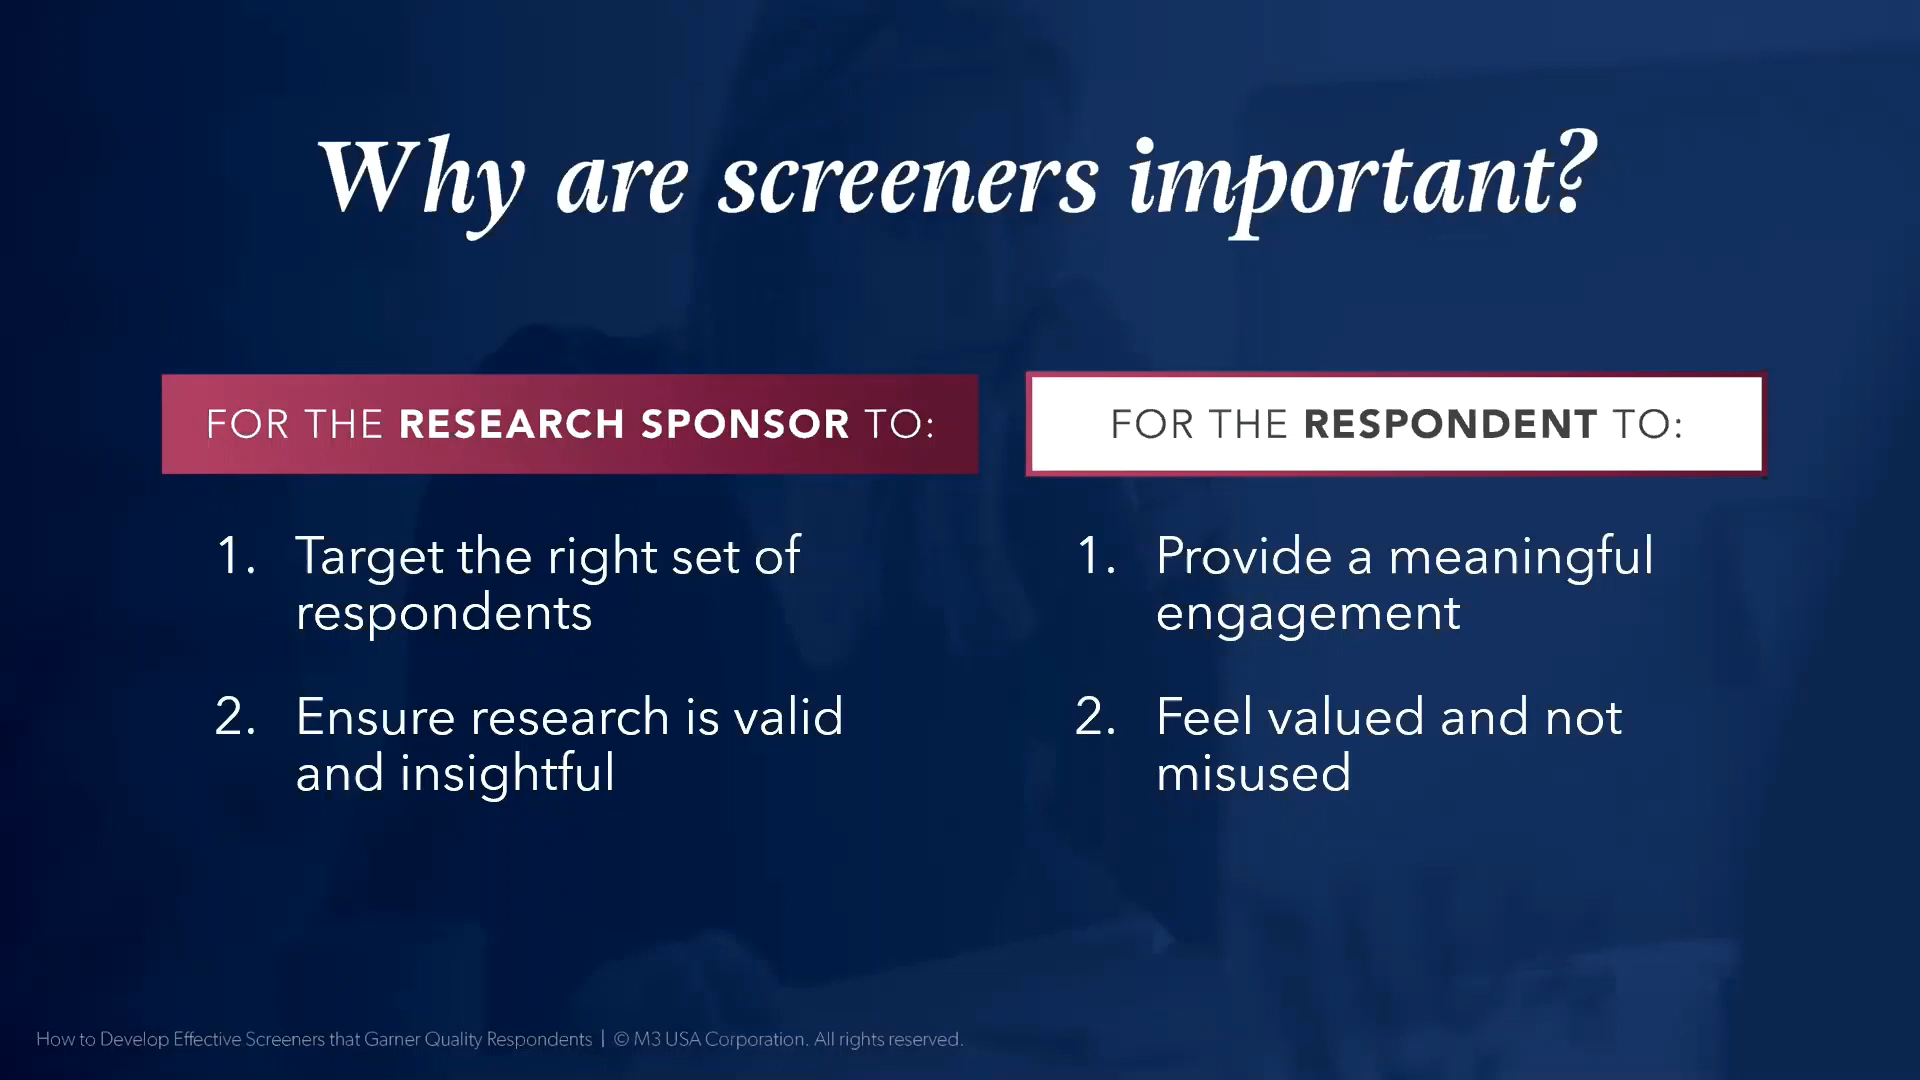 Why are screeners important?
FOR THE RESEARCH SPONSOR TO:
1. Target the right set of
respondents
2. Ensure research is valid
and insightful
FOR THE RESPONDENT TO:
1. Provide a meaningful
engagement
2. Feel valued and not
misused
How to Develop Effective Screeners that Garner Quality Respondents | © M3 USA Corporation. All rights reserved.